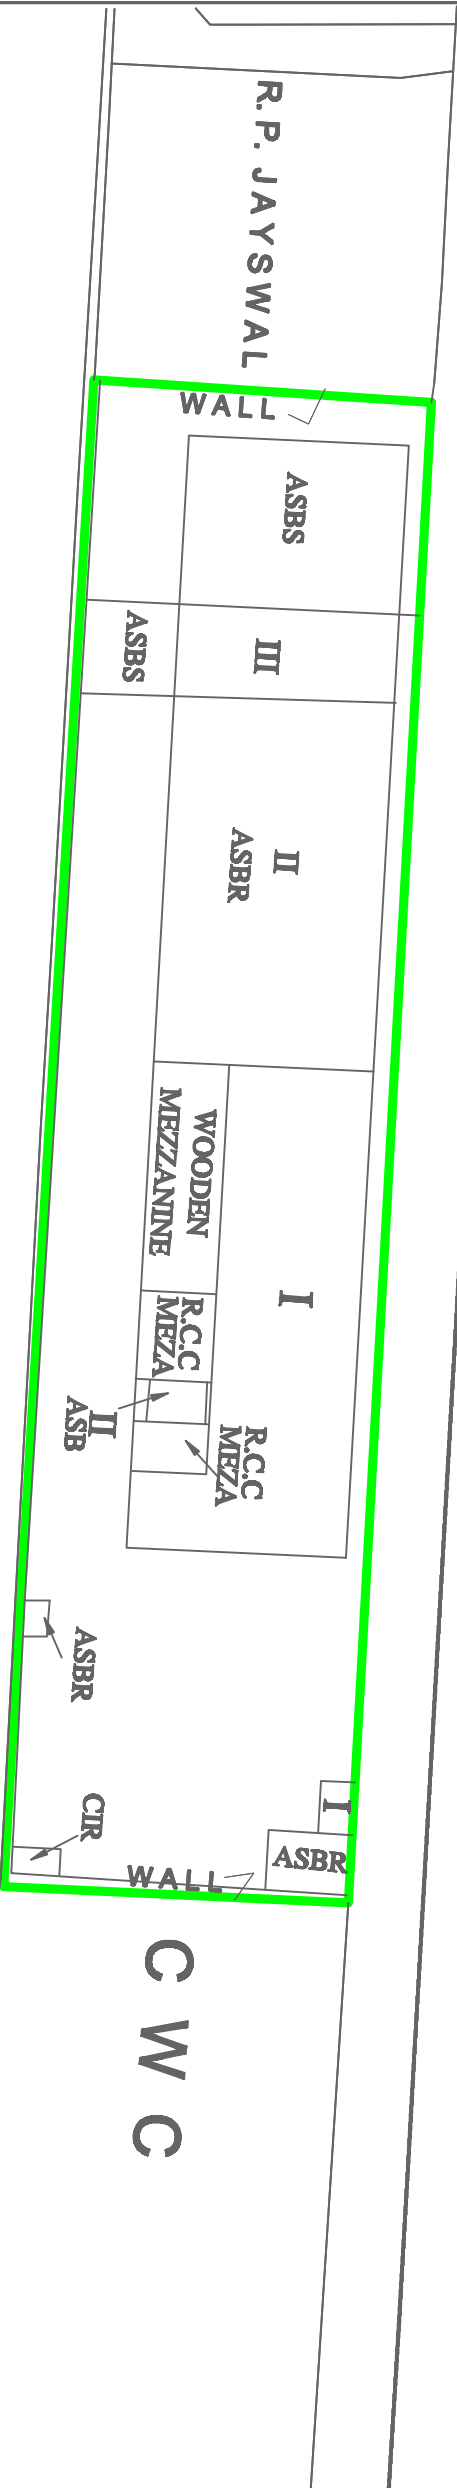 R.P. JAYSWAL
WALL
ASBS
III
ASBS
II
ASBR
WOODEN
MEZZANINE
I
R.C.C
MEZA
II
ASB
R.C.C
MEZA
ASBR
I
CIR
ASBR
WALL
C W C